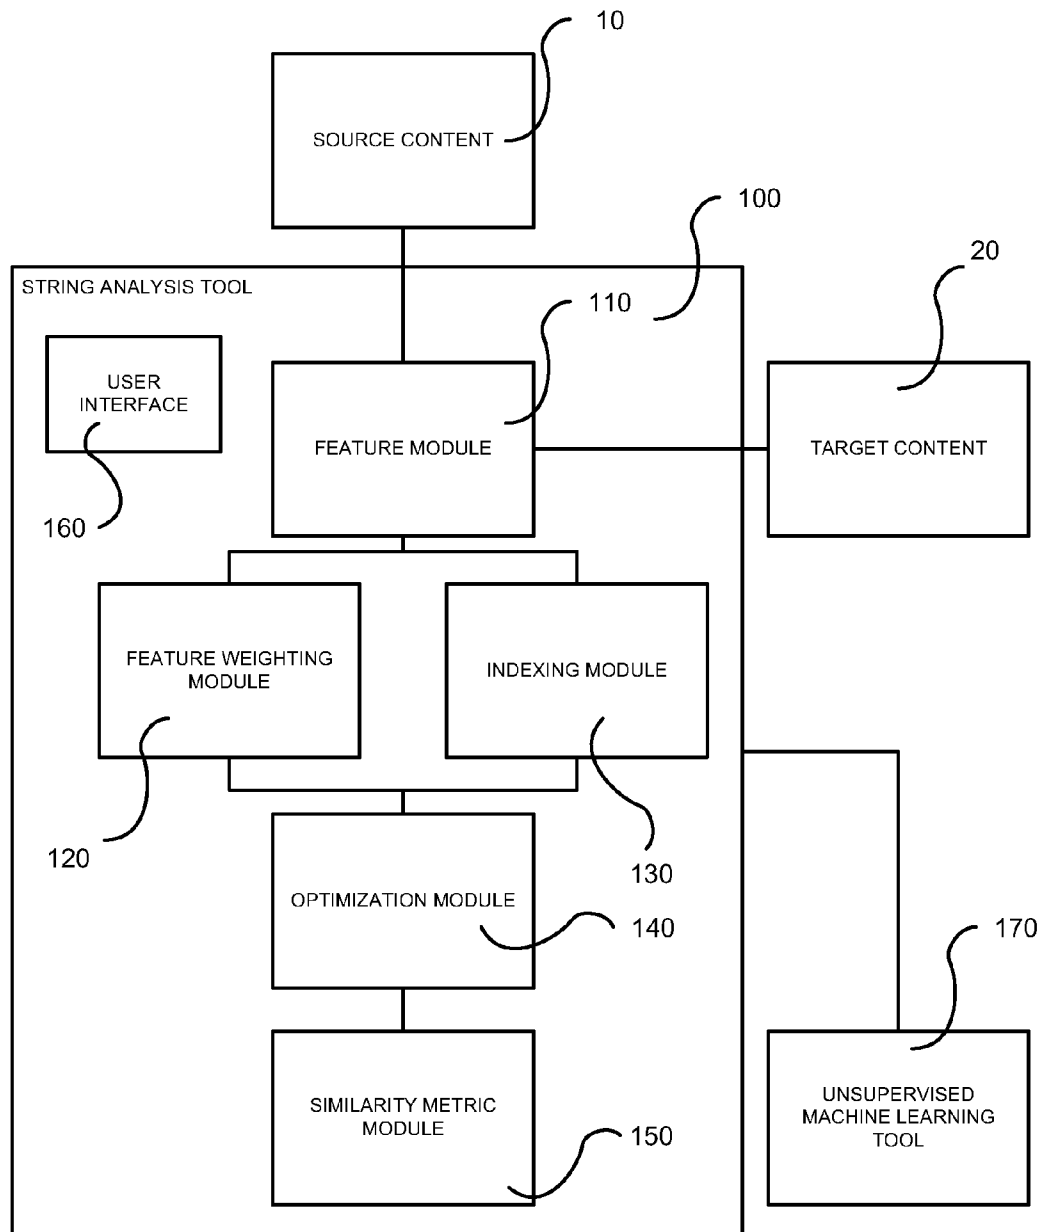 10
SOURCE CONTENT
100
20
STRING ANALYSIS TOOL
110
USER
INTERFACE
FEATURE MODULE
TARGET CONTENT
160
FEATURE WEIGHTING
MODULE
INDEXING MODULE
120
130
OPTIMIZATION MODULE
140
170
SIMILARITY METRIC
MODULE
150
UNSUPERVISED
MACHINE LEARNING
TOOL